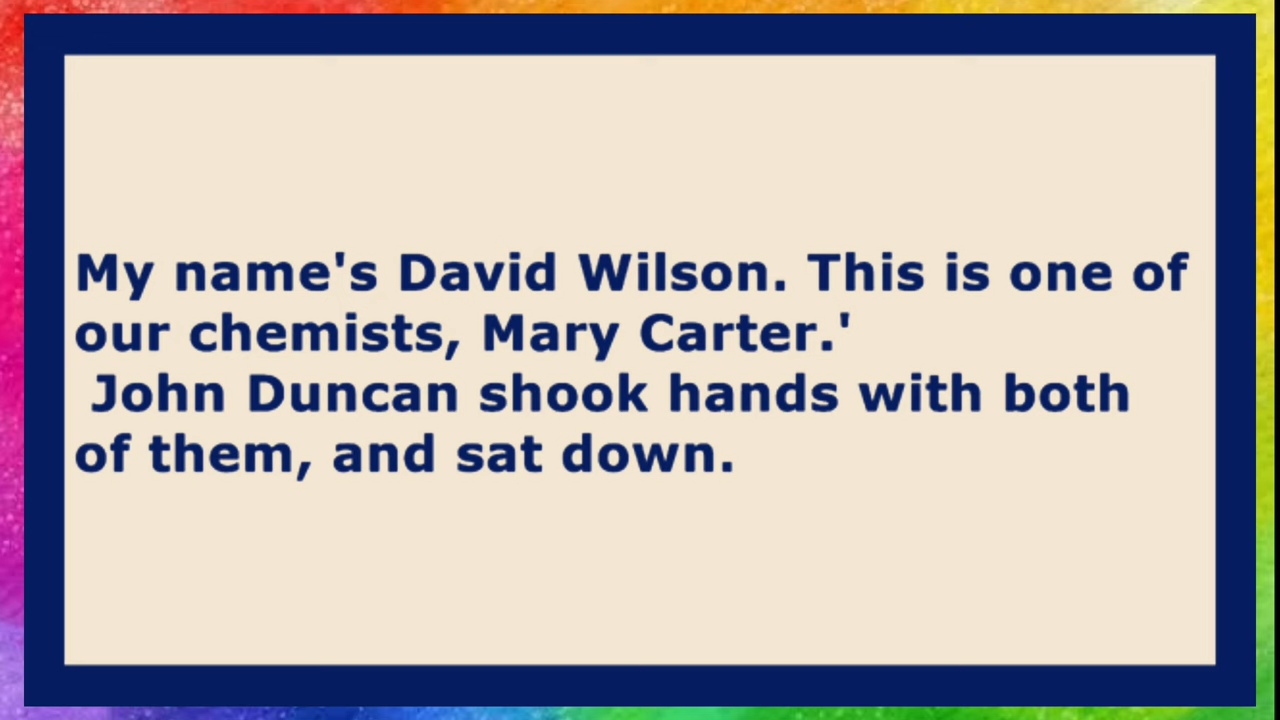 My name's David Wilson. This is one of
our chemists, Mary Carter.'
John Duncan shook hands with both
of them, and sat down.